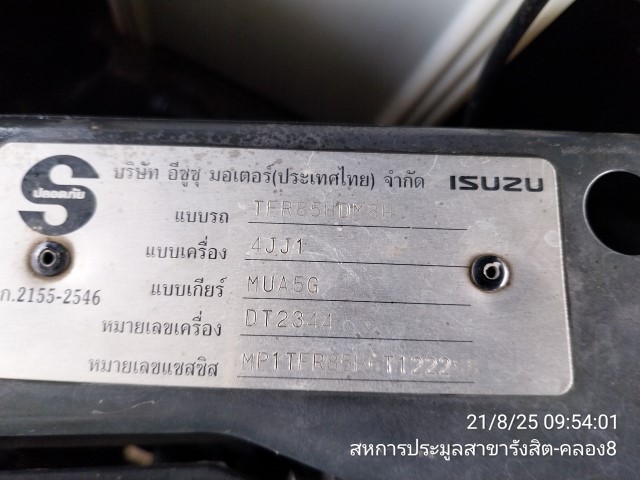 บริษัท อีซูซุ มอเตอร์(ประเทศไทย) จำกัด ISUZU
S
ปลอดภัย
แบบรถ
แบบเครื่อง 4JJ1
แบบเกียร์ MUA5G
ก.2155-2546
หมายเลขเครื่อง DT2344
หมายเลขแชสซิส
21/8/25 09:54:01
สหการประมูลสาขารังสิต-คลอง8